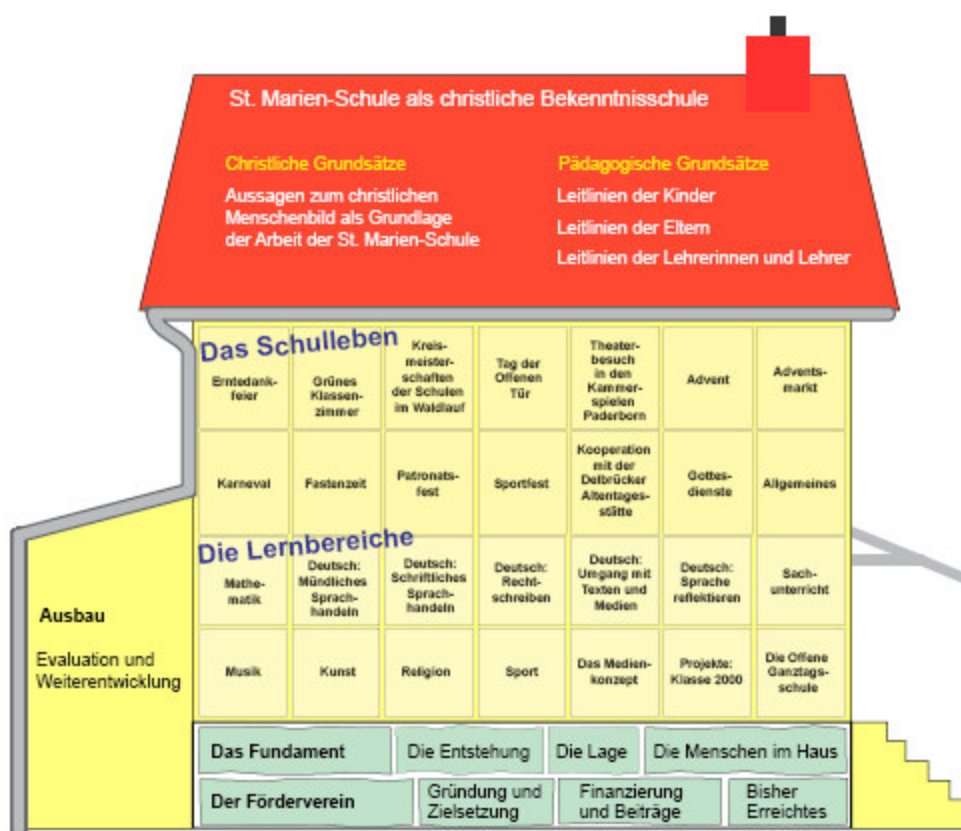 St. Marien-Schule als christliche Bekenntnisschule
Christliche Grundsätze
Aussagen zum christlichen
Menschenbild als Grundlage
der Arbeit der St. Marien-Schule
Pädagogische Grundsätze
Leitlinien der Kinder
Leitlinien der Eltern
Leitlinien der Lehrerinnen und Lehrer
Das Schulleben
Erntedank-
feier
Grünes
Klassen-
zimmer
Kreis-
meister-
schaften
der Schulen
im Waldlauf
Tag der
Offenen
Tür
Theater-
besuch
in den
Kammer-
spielen
Paderborn
Advent
Advents-
markt
Karneval
Fastenzeit
Patronats-
fest
Sportfest
Kooperation
mit der
Delbrücker
Altentages-
stätte
Gottes-
dienste
Allgemeines
Die Lernbereiche
Mathe-
matik
Deutsch:
Mündliches
Sprach-
handeln
Deutsch:
Schriftliches
Sprach-
handeln
Deutsch:
Recht-
schreiben
Deutsch:
Umgang mit
Texten und
Medien
Deutsch:
Sprache
reflektieren
Sach-
unterricht
Musik
Kunst
Religion
Sport
Das Medien-
konzept
Projekte:
Klasse 2000
Die Offene
Ganztags-
schule
Ausbau
Evaluation und
Weiterentwicklung
Das Fundament
Die Entstehung
Die Lage
Die Menschen im Haus
Der Förderverein
Gründung und
Zielsetzung
Finanzierung
und Beiträge
Bisher
Erreichtes